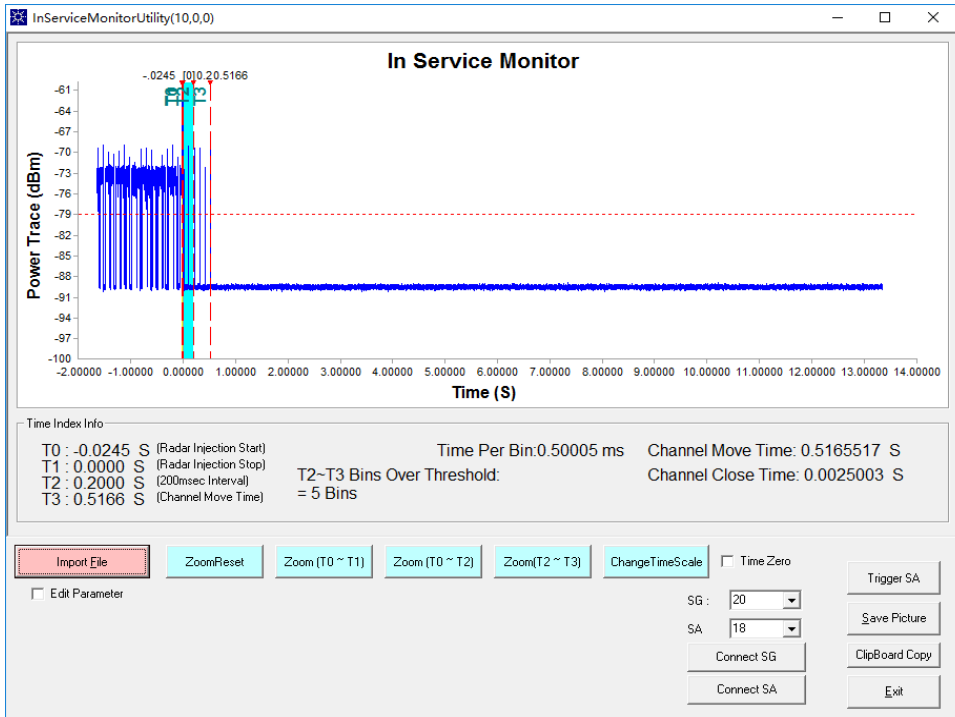 InServiceMonitorUtility(10,0,0)
In Service Monitor
-.0245 [0]0.20.5166
T3
-61
-64
-67
-70
-73
-76
-79
-82
-85
-88
-91
-94
-97
-100
Power Trace (dBm)
-2.00000 -1.00000 0.00000 1.00000 2.00000 3.00000 4.00000 5.00000 6.00000 7.00000 8.00000 9.00000 10.00000 11.00000 12.00000 13.00000 14.00000
Time (S)
Time Index Info
T0 : -0.0245 S (Radar Injection Start)
T1 : 0.0000 S (Radar Injection Stop)
T2 : 0.2000 S (200msec Interval)
T3 : 0.5166 S (Channel Move Time)
Time Per Bin:0.50005 ms
T2~T3 Bins Over Threshold:
= 5 Bins
Channel Move Time: 0.5165517 S
Channel Close Time: 0.0025003 S
Import File
ZoomReset
Zoom (T0 ~ T1)
Zoom (T0 ~ T2)
Zoom(T2 ~ T3)
ChangeTimeScale
Time Zero
Edit Parameter
SG : 20
SA 18
Connect SG
Connect SA
Trigger SA
Save Picture
ClipBoard Copy
Exit